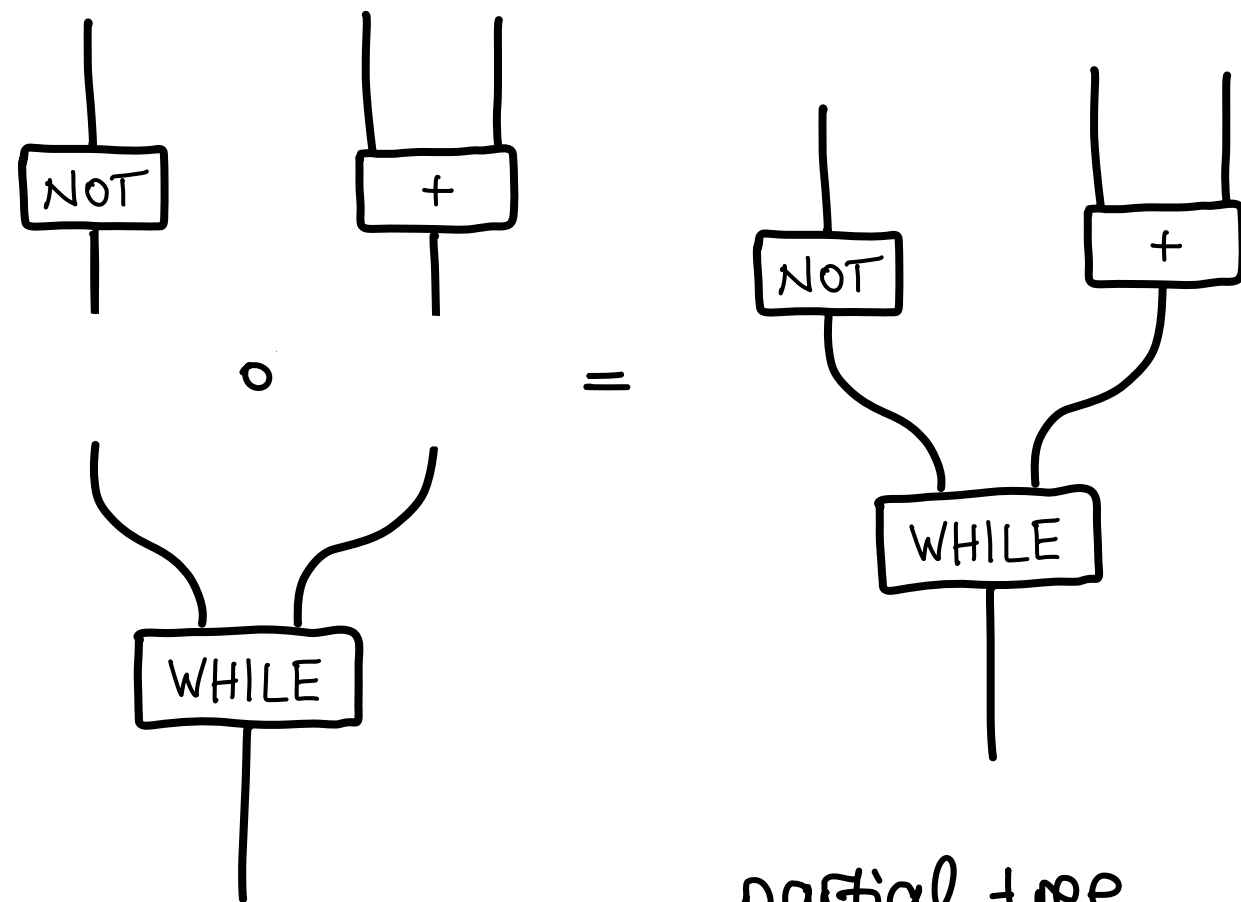 NOT +
NOT +
o =
WHILE
WHILE
partial tree